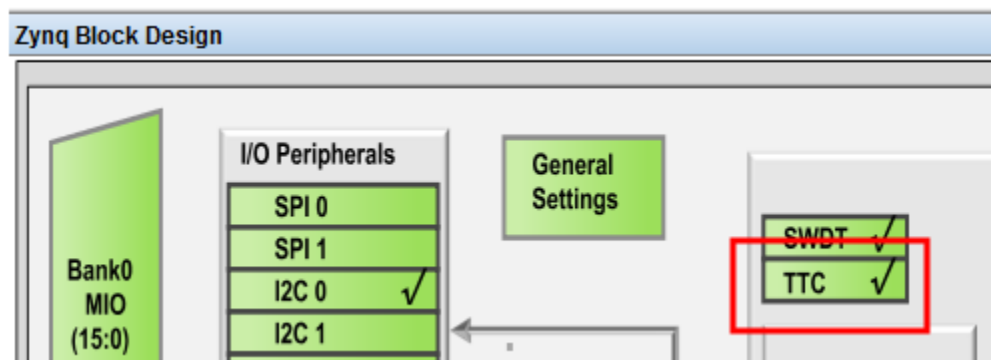 Zynq Block Design
Bank0
MIO
(15:0)
I/O Peripherals
SPI 0
SPI 1
I2C 0 √
I2C 1
General
Settings
SWDT √
TTC √